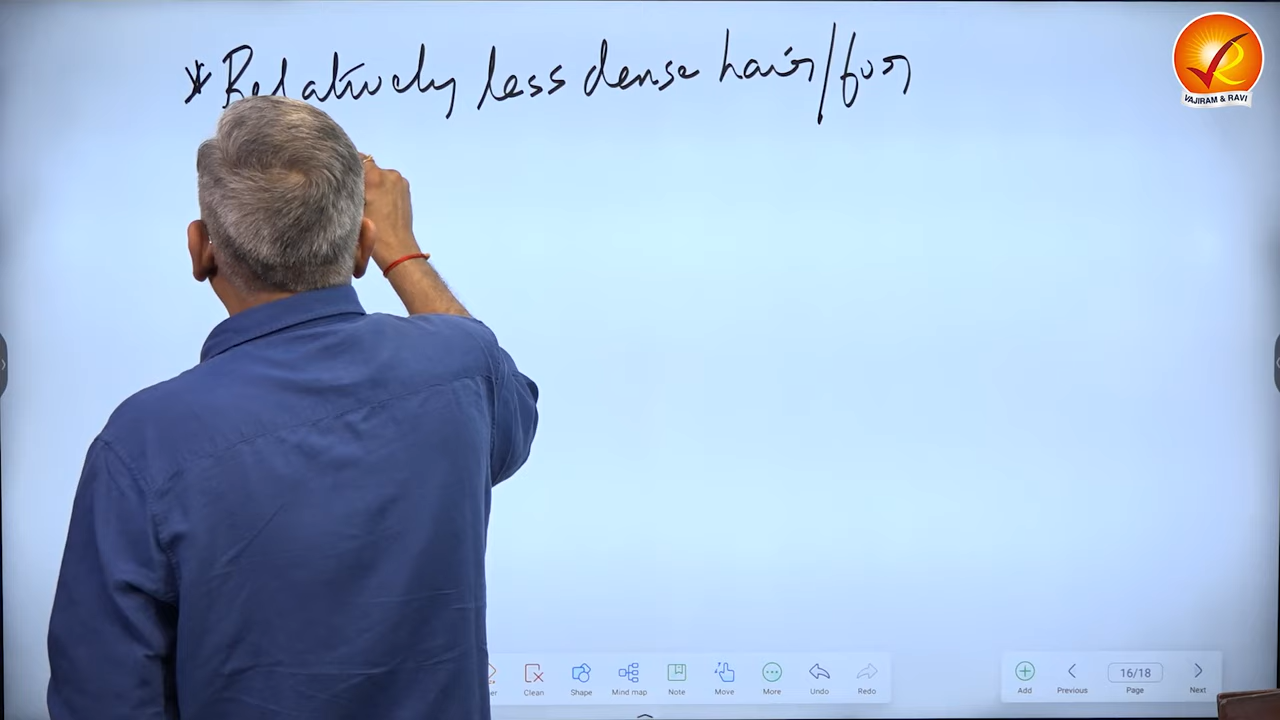 * Relatively less dense hair/fur
VAJIRAM & RAVI
Clean
Shape
Mind map
Note
Move
More
Undo
Redo
Add
Previous
16/18
Page
Next